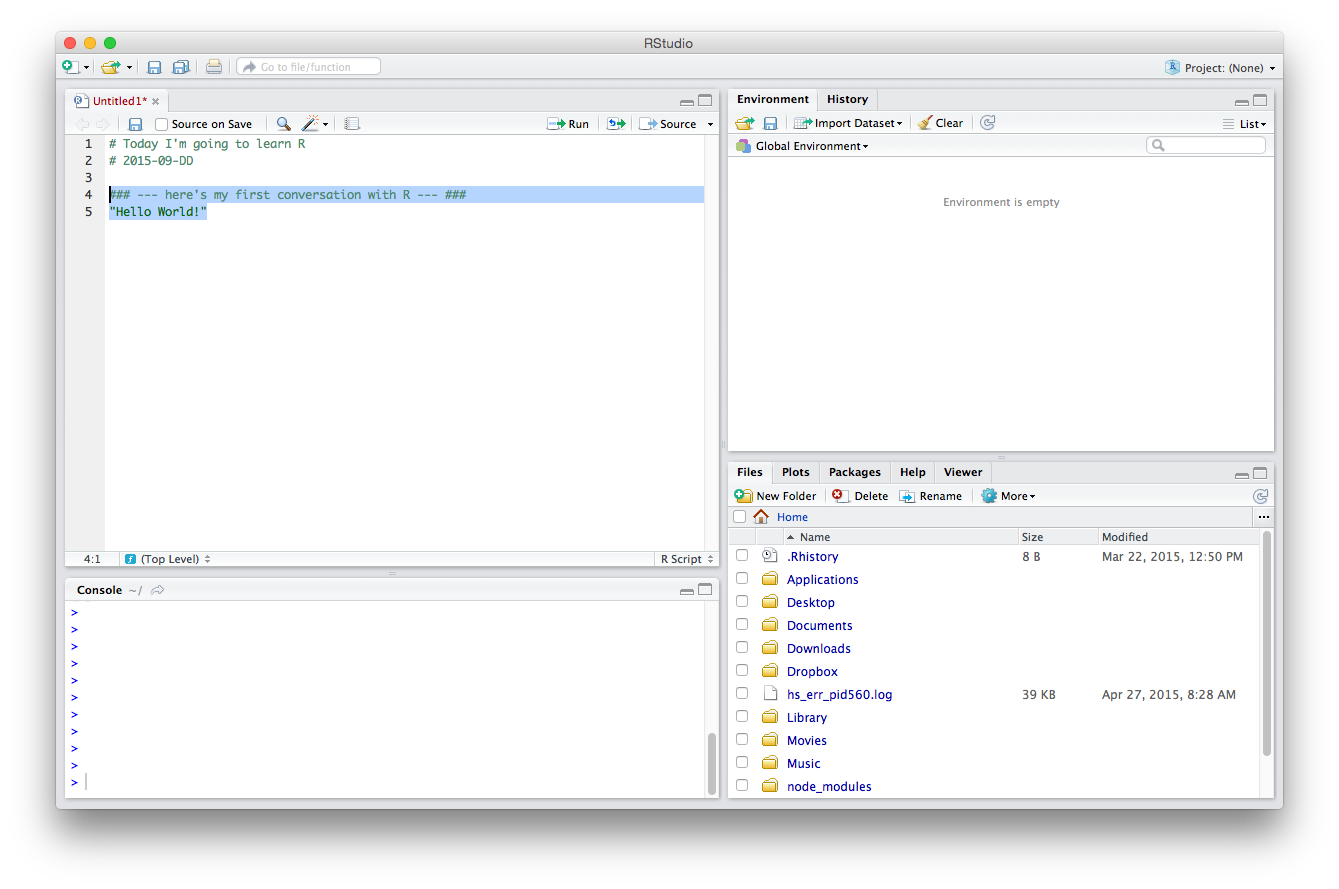 RStudio
Go to file/function
Project: (None)
Untitled1*
Source on Save
Run
Source
1 # Today I'm going to learn R
2 # 2015-09-DD
3
4 ### --- here's my first conversation with R --- ###
5 "Hello World!"
4:1 (Top Level) R Script
Console ~/
>
>
>
>
>
>
>
>
>
>
>
Environment History
Import Dataset Clear List
Global Environment
Environment is empty
Files Plots Packages Help Viewer
New Folder Delete Rename More
Home ...
Name Size Modified
.Rhistory 8 B Mar 22, 2015, 12:50 PM
Applications
Desktop
Documents
Downloads
Dropbox
hs_err_pid560.log 39 KB Apr 27, 2015, 8:28 AM
Library
Movies
Music
node_modules